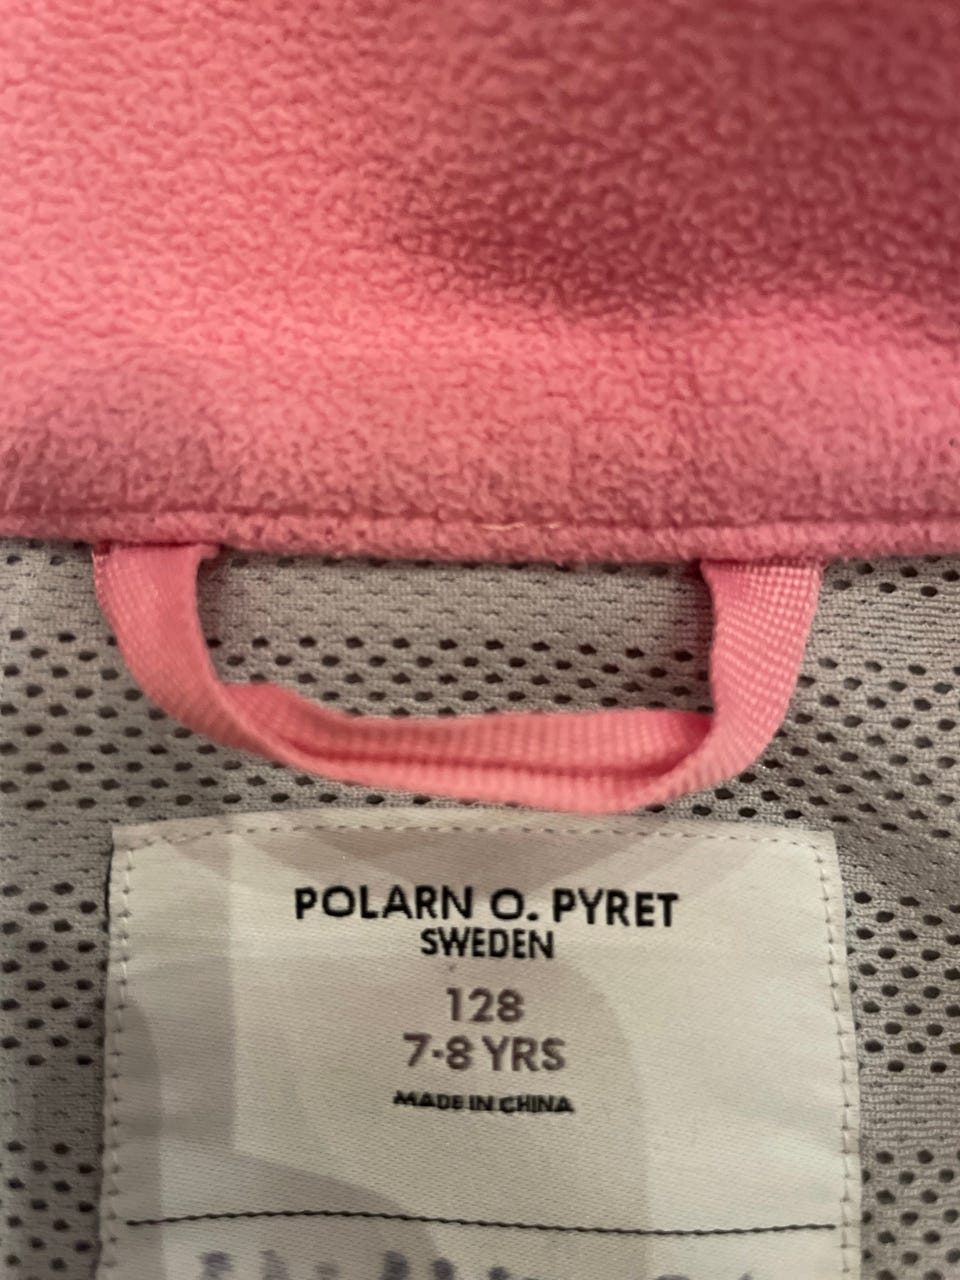 POLARN O. PYRET
SWEDEN
128
7-8 YRS
MADE IN CHINA